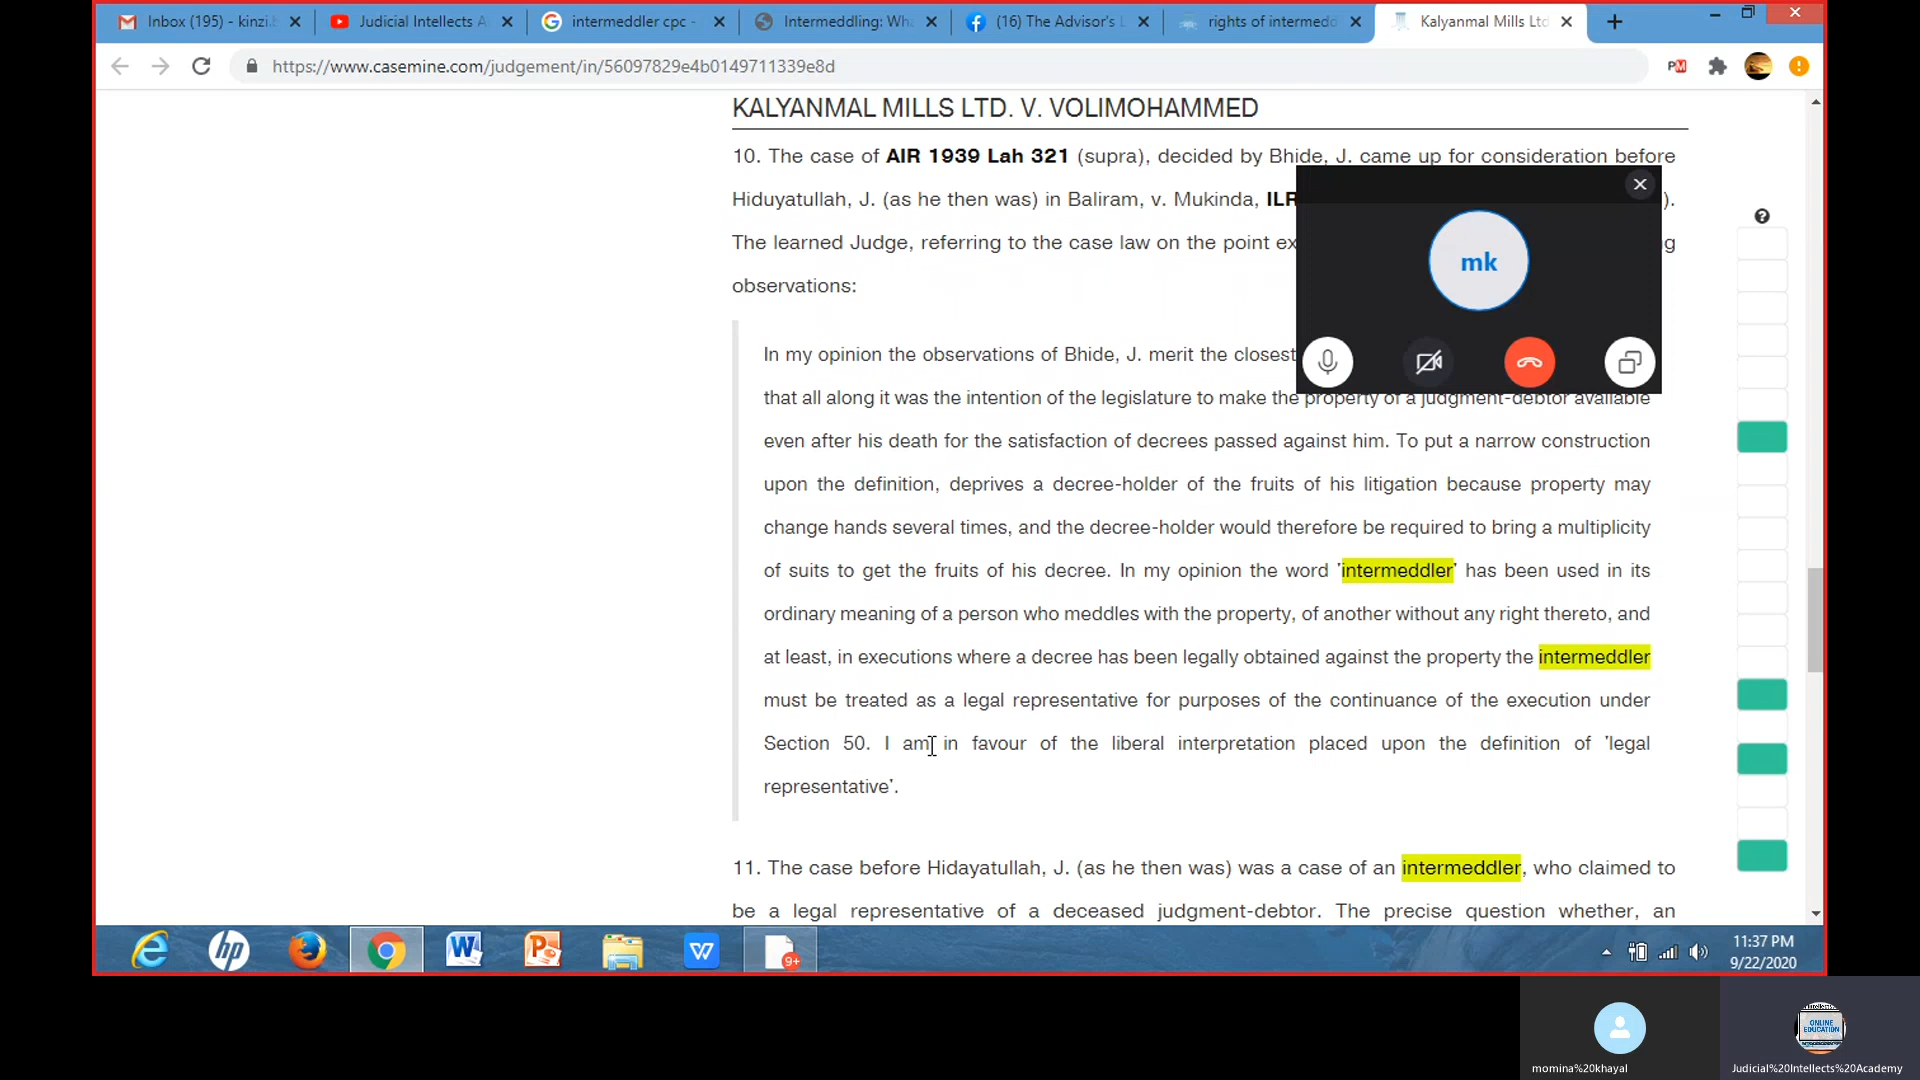 Inbox (195) - kinzi.
Judicial Intellects A
intermeddler cpc -
Intermeddling: Wha
(16) The Advisor's L
rights of intermedd
Kalyanmal Mills Ltd
https://www.casemine.com/judgement/in/56097829e4b0149711339e8d
KALYANMAL MILLS LTD. V. VOLIMOHAMMED
10. The case of AIR 1939 Lah 321 (supra), decided by Bhide, J. came up for consideration before
Hiduyatullah, J. (as he then was) in Baliram, v. Mukinda, ILR ).
The learned Judge, referring to the case law on the point ex g
observations:
mk
In my opinion the observations of Bhide, J. merit the closest
that all along it was the intention of the legislature to make the property of a judgment-debtor available
even after his death for the satisfaction of decrees passed against him. To put a narrow construction
upon the definition, deprives a decree-holder of the fruits of his litigation because property may
change hands several times, and the decree-holder would therefore be required to bring a multiplicity
of suits to get the fruits of his decree. In my opinion the word 'intermeddler' has been used in its
ordinary meaning of a person who meddles with the property, of another without any right thereto, and
at least, in executions where a decree has been legally obtained against the property the intermeddler
must be treated as a legal representative for purposes of the continuance of the execution under
Section 50. I am in favour of the liberal interpretation placed upon the definition of 'legal
representative'.
11. The case before Hidayatullah, J. (as he then was) was a case of an intermeddler, who claimed to
be a legal representative of a deceased judgment-debtor. The precise question whether, an
9+
11:37 PM
9/22/2020
ONLINE
EDUCATION
momina%20khayal
Judicial%20Intellects%20Academy